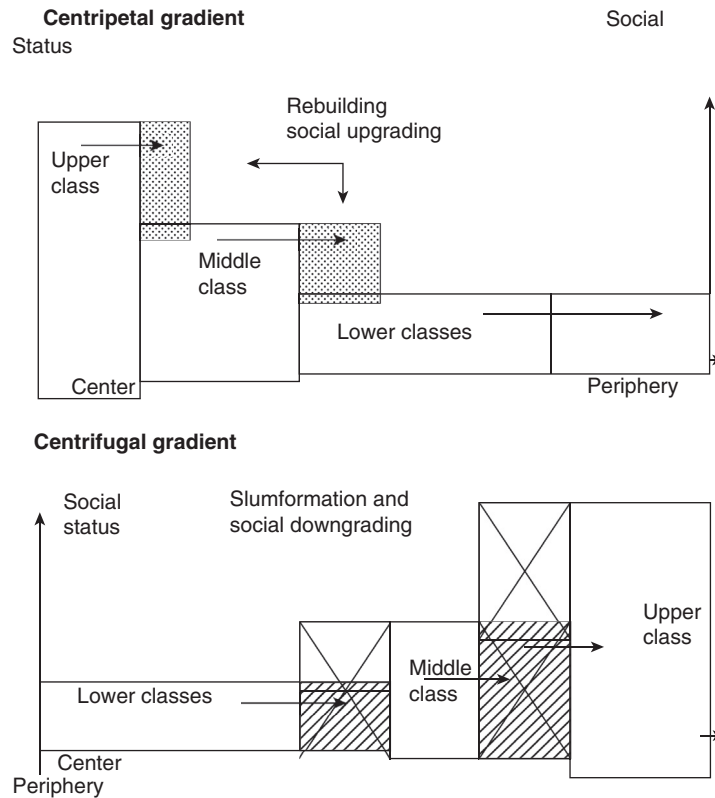 Centripetal gradient
Social
Status
Rebuilding
social upgrading
Upper
class
Middle
class
Lower classes
Center
Periphery
Centrifugal gradient
Social
status
Slumformation and
social downgrading
Upper
class
Middle
class
Lower classes
Center
Periphery